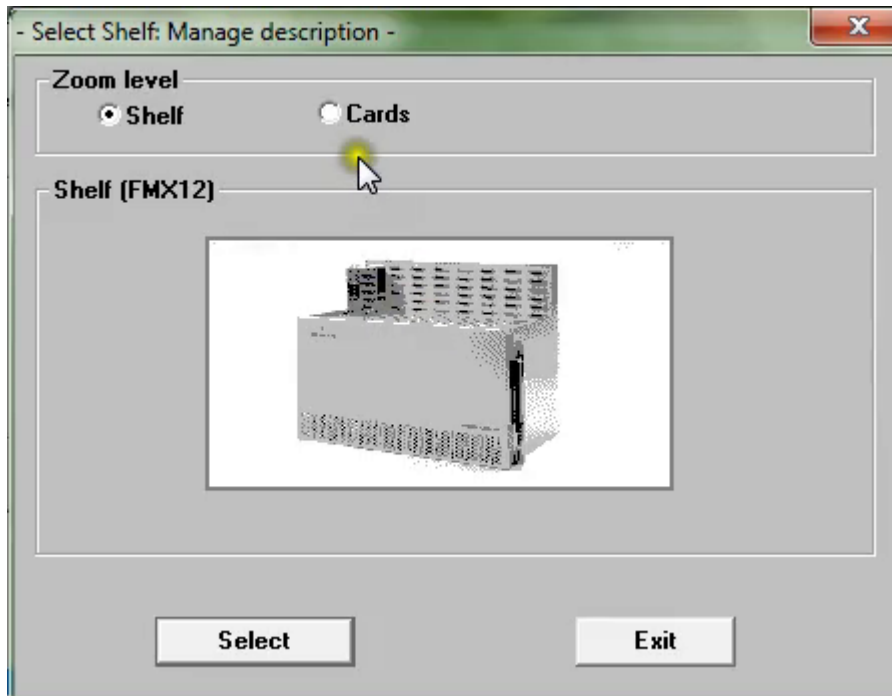 - Select Shelf: Manage description -
Zoom level
Shelf Cards
Shelf (FMX12)
Select Exit